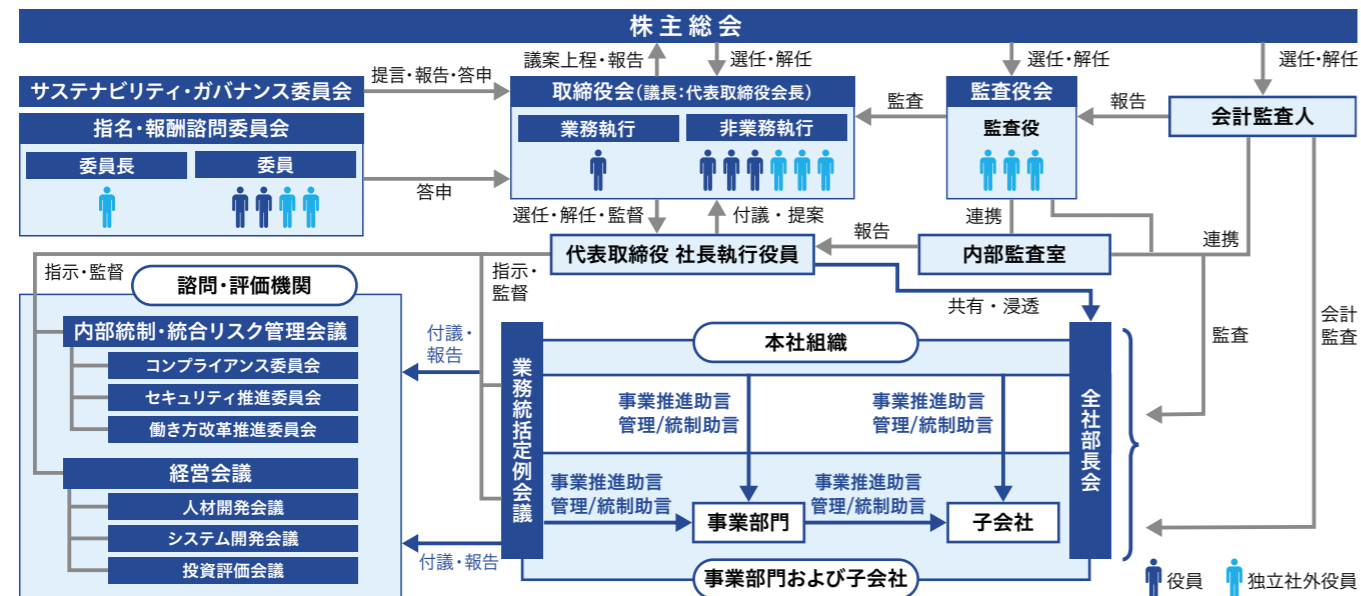 株主総会
議案上程・報告
選任・解任
選任・解任
選任・解任
提言・報告・答申
サステナビリティ・ガバナンス委員会
指名・報酬諮問委員会
委員長
委員
答申
取締役会(議長:代表取締役会長)
業務執行
非業務執行
監査
監査役会
監査役
報告
会計監査人
選任・解任・監督
付議・提案
連携
連携
報告
代表取締役 社長執行役員
内部監査室
指示・監督
諮問・評価機関
内部統制・統合リスク管理会議
コンプライアンス委員会
セキュリティ推進委員会
働き方改革推進委員会
経営会議
人材開発会議
システム開発会議
投資評価会議
指示・
監督
付議・
報告
付議・報告
共有・浸透
業務統括定例会議
本社組織
事業推進助言
管理/統制助言
事業推進助言
管理/統制助言
事業推進助言
管理/統制助言
事業部門
事業推進助言
管理/統制助言
子会社
事業部門および子会社
全社部長会
監査
会計
監査
役員
独立社外役員